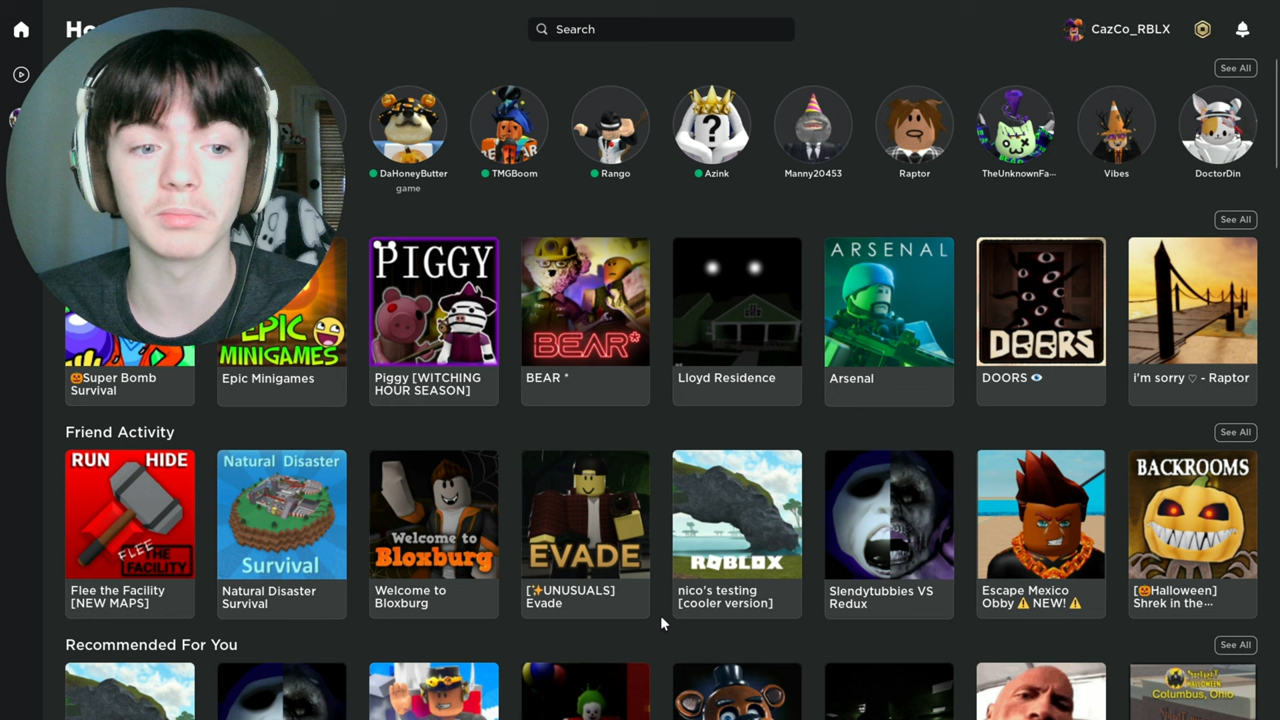 Ho
Search
CazCo_RBLX
See All
DaHoneyButter
game
TMGBoom
Rango
Azink
Manny20453
Raptor
TheUnknownFa···
Vibes
DoctorDin
See All
EPIC
MINIGAMES
PIGGY
BEAR*
ARSENAL
DOORS
🎃Super Bomb
Survival
Epic Minigames
Piggy [WITCHING
HOUR SEASON]
BEAR *
Lloyd Residence
Arsenal
DOORS 👁
i'm sorry ♡ - Raptor
Friend Activity
See All
RUN HIDE
FLEE THE
FACILITY
Natural Disaster
Survival
Welcome to
Bloxburg
EVADE
ROBLOX
BACKROOMS
Flee the Facility
[NEW MAPS]
Natural Disaster
Survival
Welcome to
Bloxburg
[✨UNUSUALS]
Evade
nico's testing
[cooler version]
Slendytubbies VS
Redux
Escape Mexico
Obby ⚠ NEW! ⚠
[🎃Halloween]
Shrek in the···
Recommended For You
See All
HALLOWEEN
Columbus, Ohio